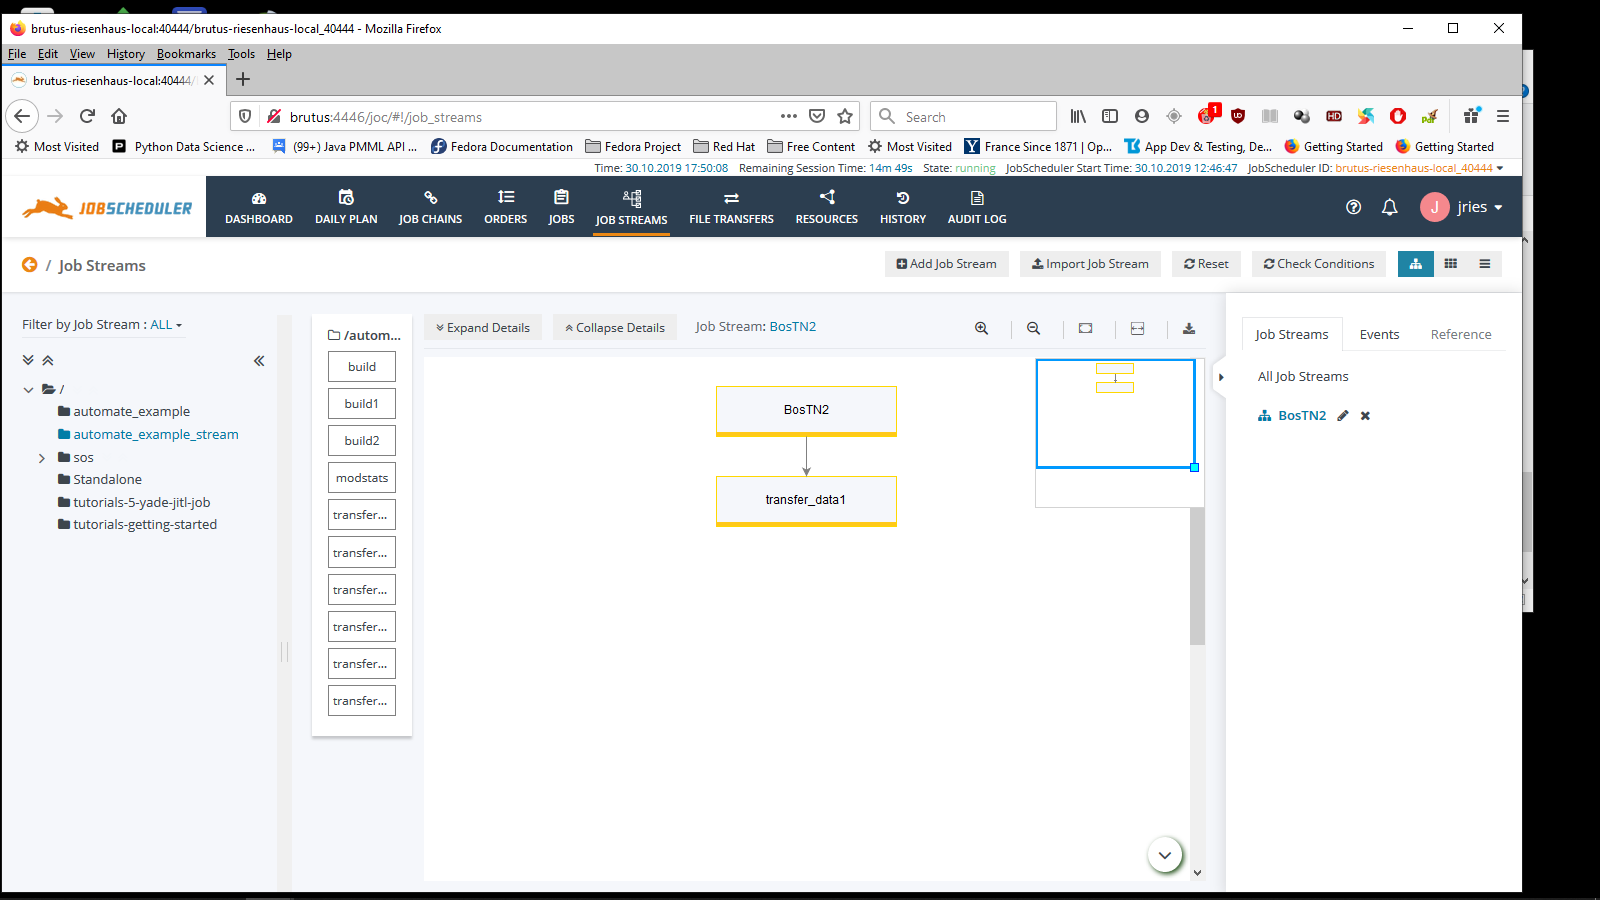 brutus-riesenhaus-local:40444/brutus-riesenhaus-local_40444 - Mozilla Firefox
File Edit View History Bookmarks Tools Help
brutus-riesenhaus-local:40444/
brutus:4446/joc/#!/job_streams
Search
1
Most Visited Python Data Science ... (99+) Java PMML API ... Fedora Documentation Fedora Project Red Hat Free Content Most Visited France Since 1871 | Op... App Dev & Testing, De... Getting Started Getting Started
Time: 30.10.2019 17:50:08 Remaining Session Time: 14m 49s State: running JobScheduler Start Time: 30.10.2019 12:46:47 JobScheduler ID: brutus-riesenhaus-local_40444
JOBSCHEDULER
DASHBOARD DAILY PLAN JOB CHAINS ORDERS JOBS JOB STREAMS FILE TRANSFERS RESOURCES HISTORY AUDIT LOG
J jries
/ Job Streams
Add Job Stream Import Job Stream Reset Check Conditions
Filter by Job Stream : ALL
/
automate_example
automate_example_stream
sos
Standalone
tutorials-5-yade-jitl-job
tutorials-getting-started
/autom...
build
build1
build2
modstats
transfer...
transfer...
transfer...
transfer...
transfer...
transfer...
Expand Details Collapse Details Job Stream: BosTN2
BosTN2
transfer_data1
Job Streams Events Reference
All Job Streams
BosTN2